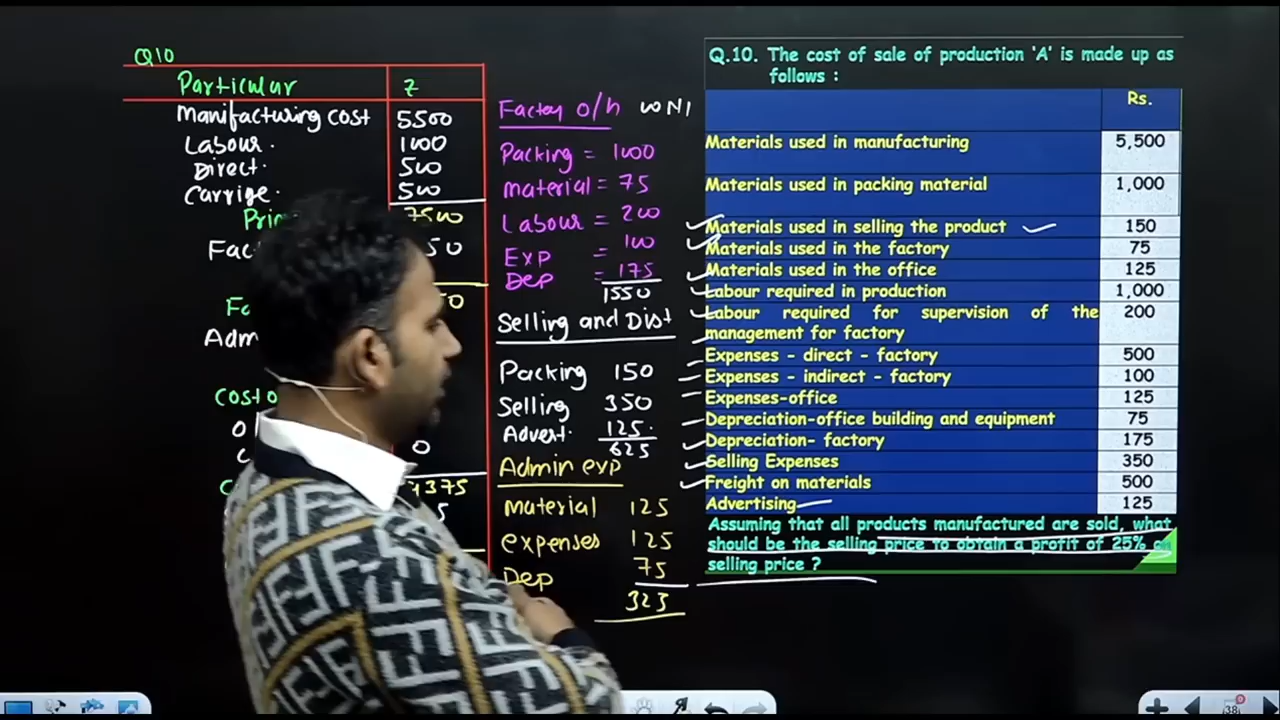 Q10
Particular ₹
Manufacturing cost 5500
Labour. 1000
Direct. 500
Carrige. 500
7500
50
50
0
1375
Factory O/h
Packing = 1000
material = 75
Labour = 200
Exp = 100
Dep = 175
1550
Selling and Dist
Packing 150
Selling 350
Advert. 125.
625
Admin exp
material 125
expenses 125
Dep 75
323
Q.10. The cost of sale of production 'A' is made up as
follows :
Rs.
Materials used in manufacturing 5,500
Materials used in packing material 1,000
Materials used in selling the product 150
Materials used in the factory 75
Materials used in the office 125
Labour required in production 1,000
Labour required for supervision of the 200
management for factory
Expenses - direct - factory 500
Expenses - indirect - factory 100
Expenses-office 125
Depreciation-office building and equipment 75
Depreciation- factory 175
Selling Expenses 350
Freight on materials 500
Advertising 125
Assuming that all products manufactured are sold, what
should be the selling price to obtain a profit of 25% on
selling price ?
38